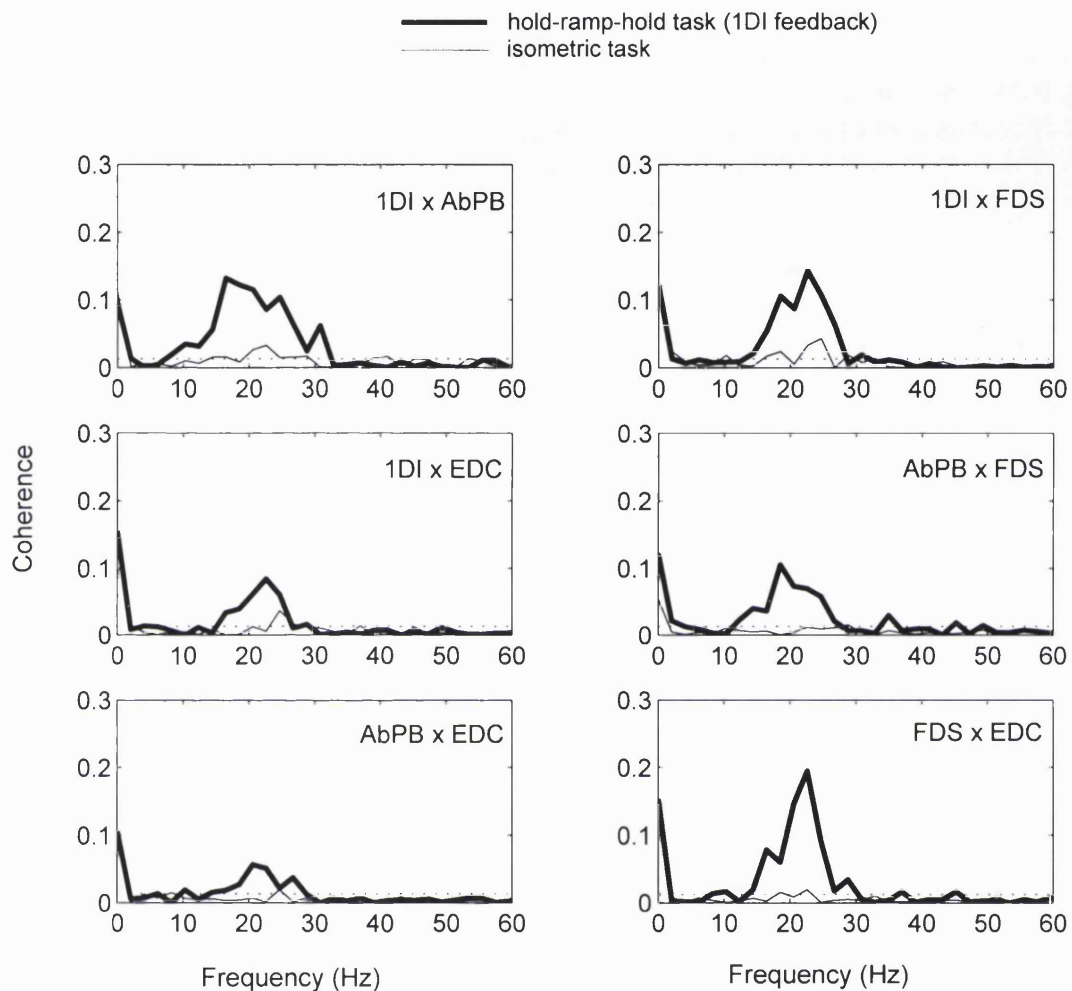 hold-ramp-hold task (1DI feedback)
isometric task
0.3
0.2
0.1
0
0 10 20 30 40 50 60
1DI x AbPB
0.3
0.2
0.1
0
0 10 20 30 40 50 60
1DI x FDS
Coherence
0.3
0.2
0.1
0
0 10 20 30 40 50 60
1DI x EDC
0.3
0.2
0.1
0
0 10 20 30 40 50 60
AbPB x FDS
0.3
0.2
0.1
0
0 10 20 30 40 50 60
AbPB x EDC
0.3
0.2
0.1
0
0 10 20 30 40 50 60
FDS x EDC
Frequency (Hz)
Frequency (Hz)